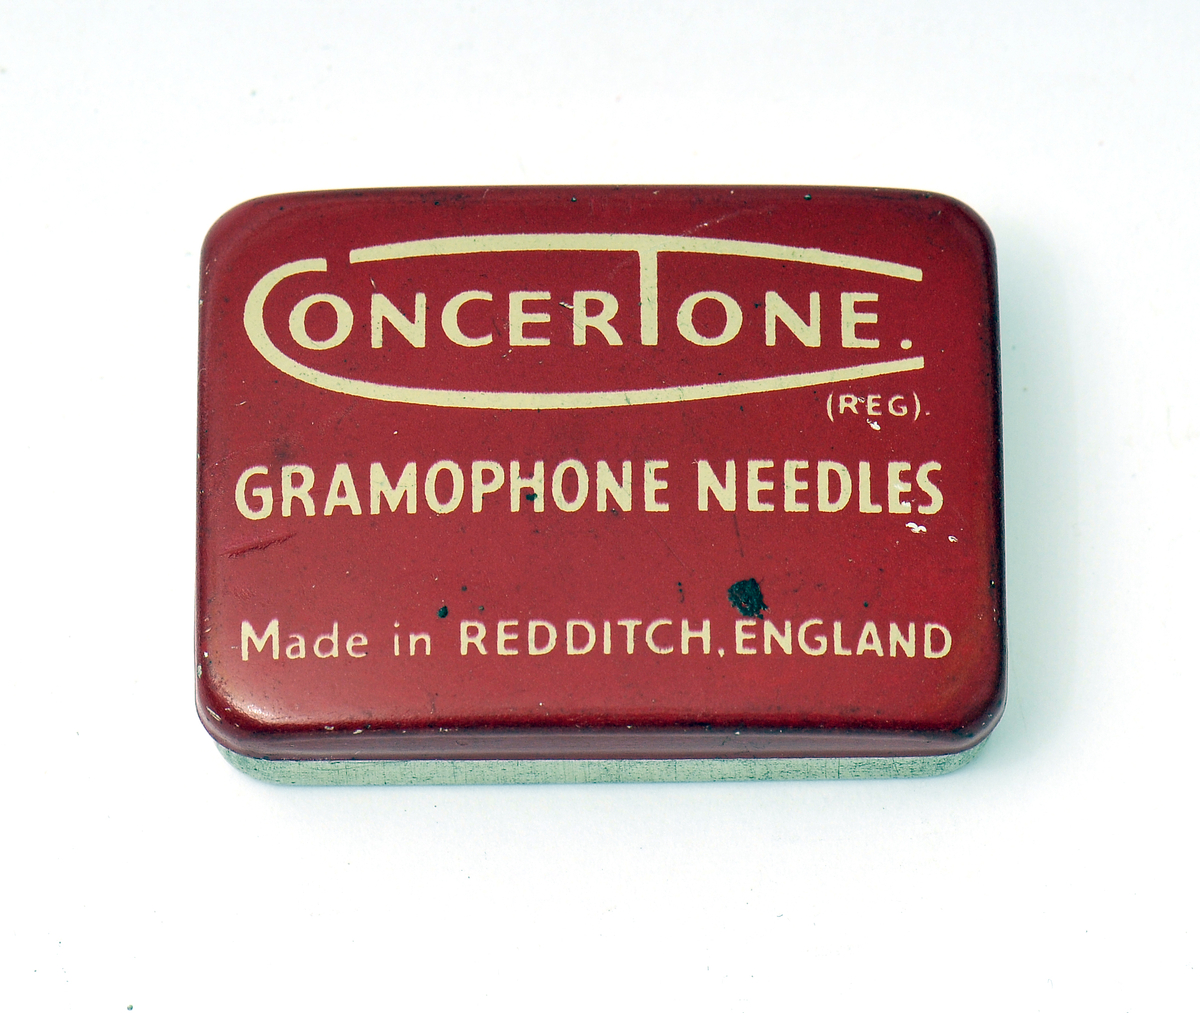 CONCERTONE.
(REG).
GRAMOPHONE NEEDLES
Made in REDDITCH, ENGLAND